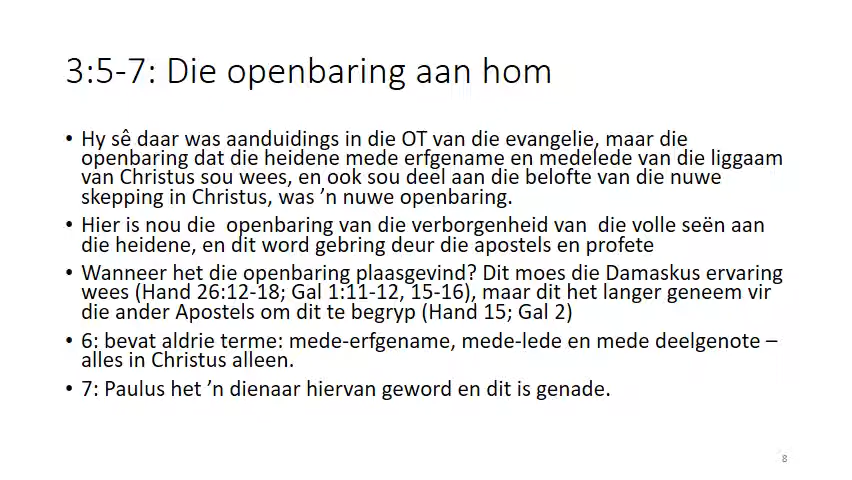 3:5-7: Die openbaring aan hom
• Hy sê daar was aanduidings in die OT van die evangelie, maar die
openbaring dat die heidene mede erfgename en medelede van die liggaam
van Christus sou wees, en ook sou deel aan die belofte van die nuwe
skepping in Christus, was ’n nuwe openbaring.
• Hier is nou die openbaring van die verborgenheid van die volle seën aan
die heidene, en dit word gebring deur die apostels en profete
• Wanneer het die openbaring plaasgevind? Dit moes die Damaskus ervaring
wees (Hand 26:12-18; Gal 1:11-12, 15-16), maar dit het langer geneem vir
die ander Apostels om dit te begryp (Hand 15; Gal 2)
• 6: bevat aldrie terme: mede-erfgename, mede-lede en mede deelgenote –
alles in Christus alleen.
• 7: Paulus het ’n dienaar hiervan geword en dit is genade.
8